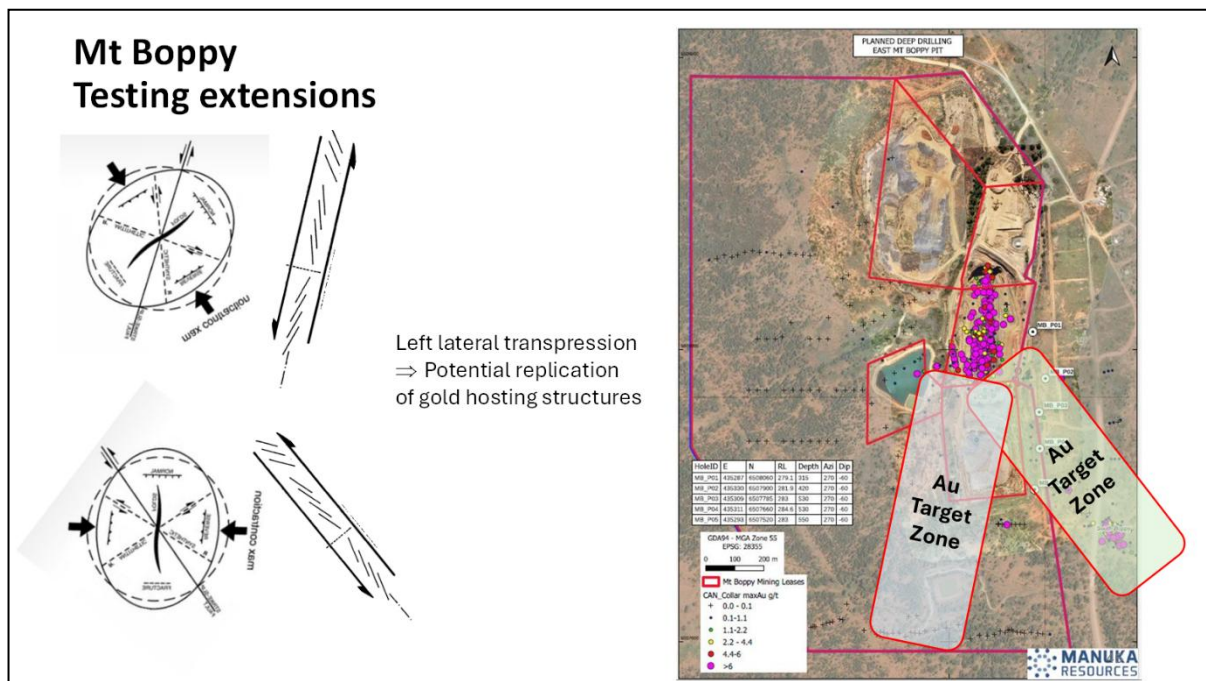 Mt Boppy
Testing extensions
max contraction
max contraction
Left lateral transpression
⇒ Potential replication
of gold hosting structures
PLANNED DEEP DRILLING
EAST MT BOPPY PIT
MB_P01
MB_P02
Au
Target
Zone
Au
Target
Zone
HoleID E N RL Depth Azi Dip
MB_P01 435287 6508060 279.1 315 270 -60
MB_P02 435330 6507900 281.9 420 270 -60
MB_P03 435309 6507785 283 530 270 -60
MB_P04 435311 6507660 284.6 530 270 -60
MB_P05 435293 6507520 283 550 270 -60
GDA94 - MGA Zone 55
EPSG: 28355
0 100 200 m
Mt Boppy Mining Leases
CAN_Collar maxAu g/t
0.0 - 0.1
0.1-1.1
1.1-2.2
2.2 - 4.4
4.4-6
>6
MANUKA
RESOURCES